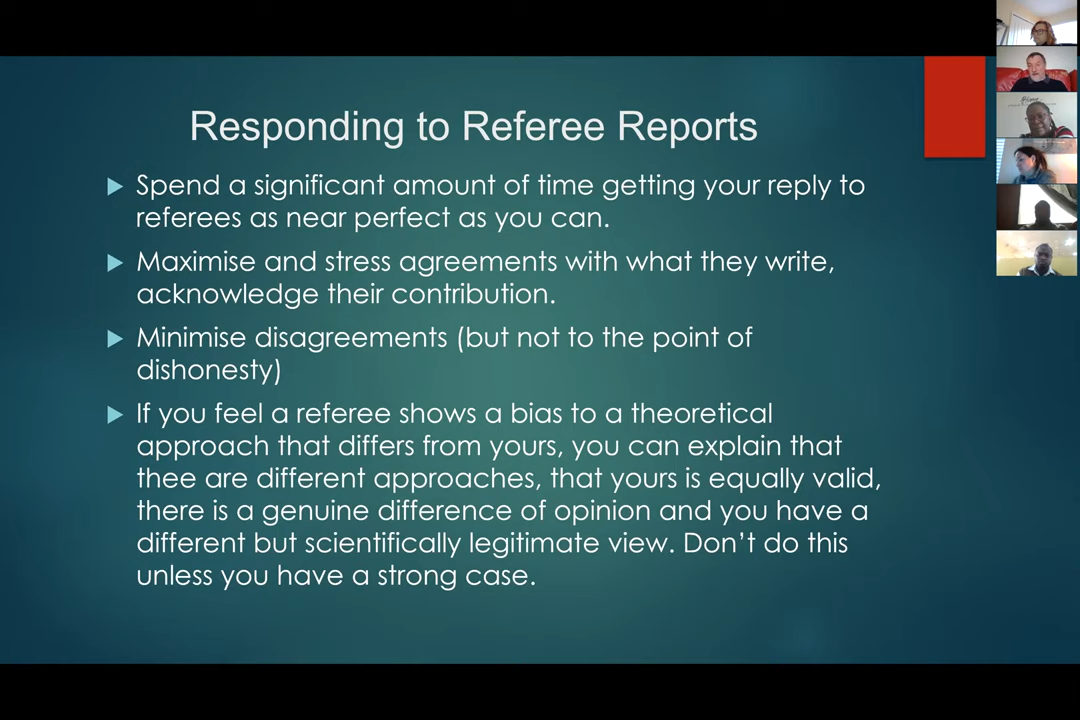 Responding to Referee Reports
Spend a significant amount of time getting your reply to
referees as near perfect as you can.
Maximise and stress agreements with what they write,
acknowledge their contribution.
Minimise disagreements (but not to the point of
dishonesty)
If you feel a referee shows a bias to a theoretical
approach that differs from yours, you can explain that
thee are different approaches, that yours is equally valid,
there is a genuine difference of opinion and you have a
different but scientifically legitimate view. Don’t do this
unless you have a strong case.